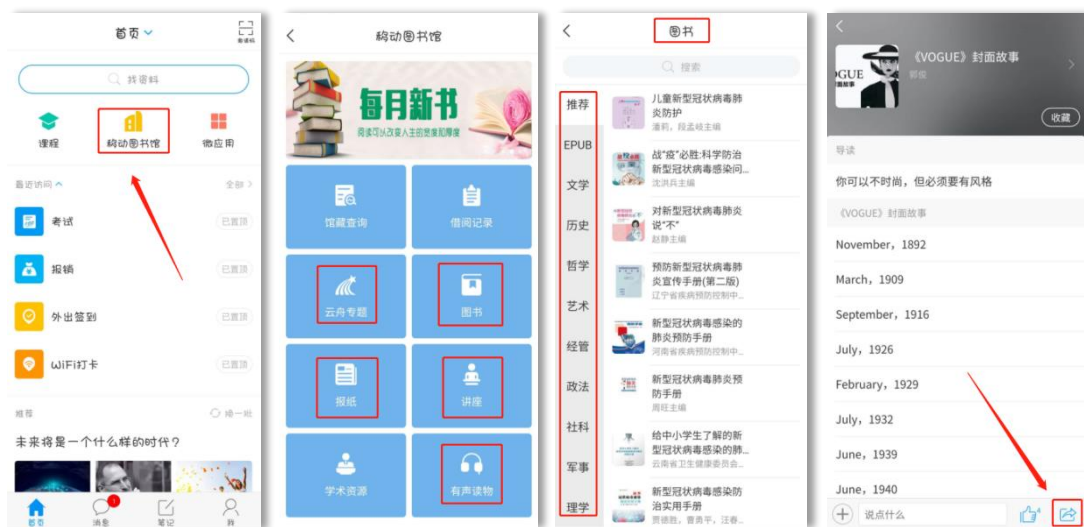 首页
邀请码
找资料
课程
移动图书馆
微应用
最近访问
全部
考试
已置顶
报销
已置顶
外出签到
已置顶
WiFi打卡
已置顶
推荐
换一批
未来将是一个什么样的时代?
1
首页
消息
笔记
我
移动图书馆
每月新书
阅读可以改变人生的宽度和厚度
馆藏查询
借阅记录
云舟专题
图书
报纸
讲座
学术资源
有声读物
图书
搜索
推荐
EPUB
文学
历史
哲学
艺术
经管
政法
社科
军事
理学
儿童新型冠状病毒肺
炎防护
潘莉,段孟岐主编
战“疫”必胜:科学防治
新型冠状病毒感染问...
沈洪兵主编
对新型冠状病毒肺炎
说“不”
赵静主编
预防新型冠状病毒肺
炎宣传手册(第二版)
辽宁省疾病预防控制中...
新型冠状病毒感染的
肺炎预防手册
河南省疾病预防控制中...
新型冠状病毒肺炎预
防手册
周旺主编
给中小学生了解的新
型冠状病毒感染的肺...
云南省卫生健康委员会...
新型冠状病毒感染防
治实用手册
贾德胜,曹勇平,汪春...
OGUE
《VOGUE》封面故事
收藏
导读
你可以不时尚,但必须要有风格
《VOGUE》封面故事
November, 1892
March, 1909
September, 1916
July, 1926
February, 1929
July, 1932
June, 1939
June, 1940
说点什么
4